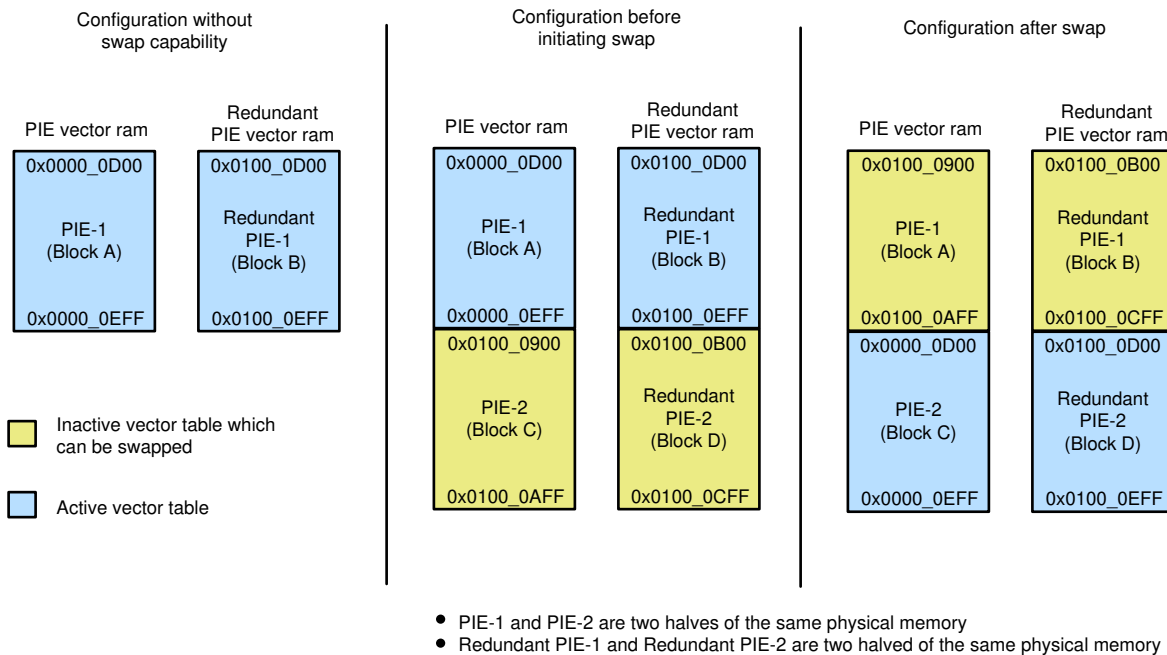 Configuration without
swap capability
PIE vector ram
Redundant
PIE vector ram
0x0000_0D00
PIE-1
(Block A)
0x0000_0EFF
0x0100_0D00
Redundant
PIE-1
(Block B)
0x0100_0EFF
Inactive vector table which
can be swapped
Active vector table
Configuration before
initiating swap
PIE vector ram
Redundant
PIE vector ram
0x0000_0D00
PIE-1
(Block A)
0x0000_0EFF
0x0100_0D00
Redundant
PIE-1
(Block B)
0x0100_0EFF
0x0100_0900
PIE-2
(Block C)
0x0100_0AFF
0x0100_0B00
Redundant
PIE-2
(Block D)
0x0100_0CFF
Configuration after swap
PIE vector ram
Redundant
PIE vector ram
0x0100_0900
PIE-1
(Block A)
0x0100_0AFF
0x0100_0B00
Redundant
PIE-1
(Block B)
0x0100_0CFF
0x0000_0D00
PIE-2
(Block C)
0x0000_0EFF
0x0100_0D00
Redundant
PIE-2
(Block D)
0x0100_0EFF
• PIE-1 and PIE-2 are two halves of the same physical memory
• Redundant PIE-1 and Redundant PIE-2 are two halved of the same physical memory